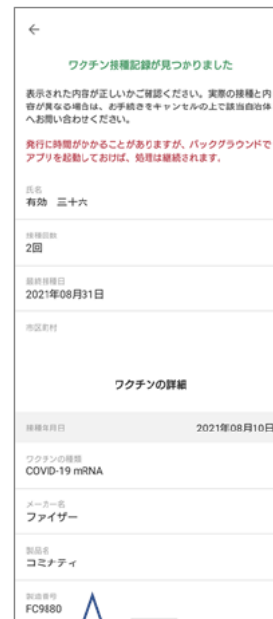 ワクチン接種記録が見つかりました
表示された内容が正しいかご確認ください。実際の接種と内
容が異なる場合は、お手続きをキャンセルの上で該当自治体
へお問い合わせください。
発行に時間がかかることがありますが、バックグラウンドで
アプリを起動しておけば、処理は継続されます。
氏名
有効 三十六
接種回数
2回
最終接種日
2021年08月31日
市区町村
ワクチンの詳細
接種年月日 2021年08月10日
ワクチンの種類
COVID-19 mRNA
メーカー名
ファイザー
製品名
コミナティ
製造番号
FC9880